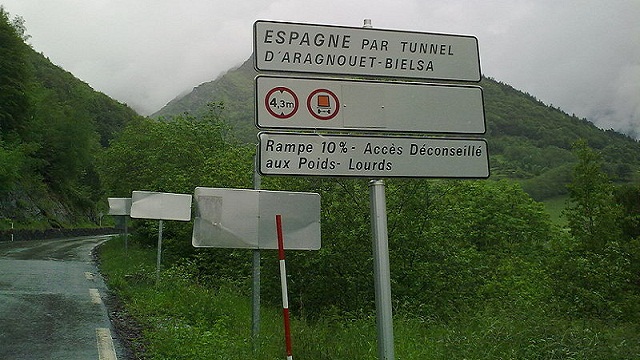 ESPAGNE PAR TUNNEL
D'ARAGNOUET-BIELSA
4,3m
Rampe 10% - Accès Déconseillé
aux Poids- Lourds